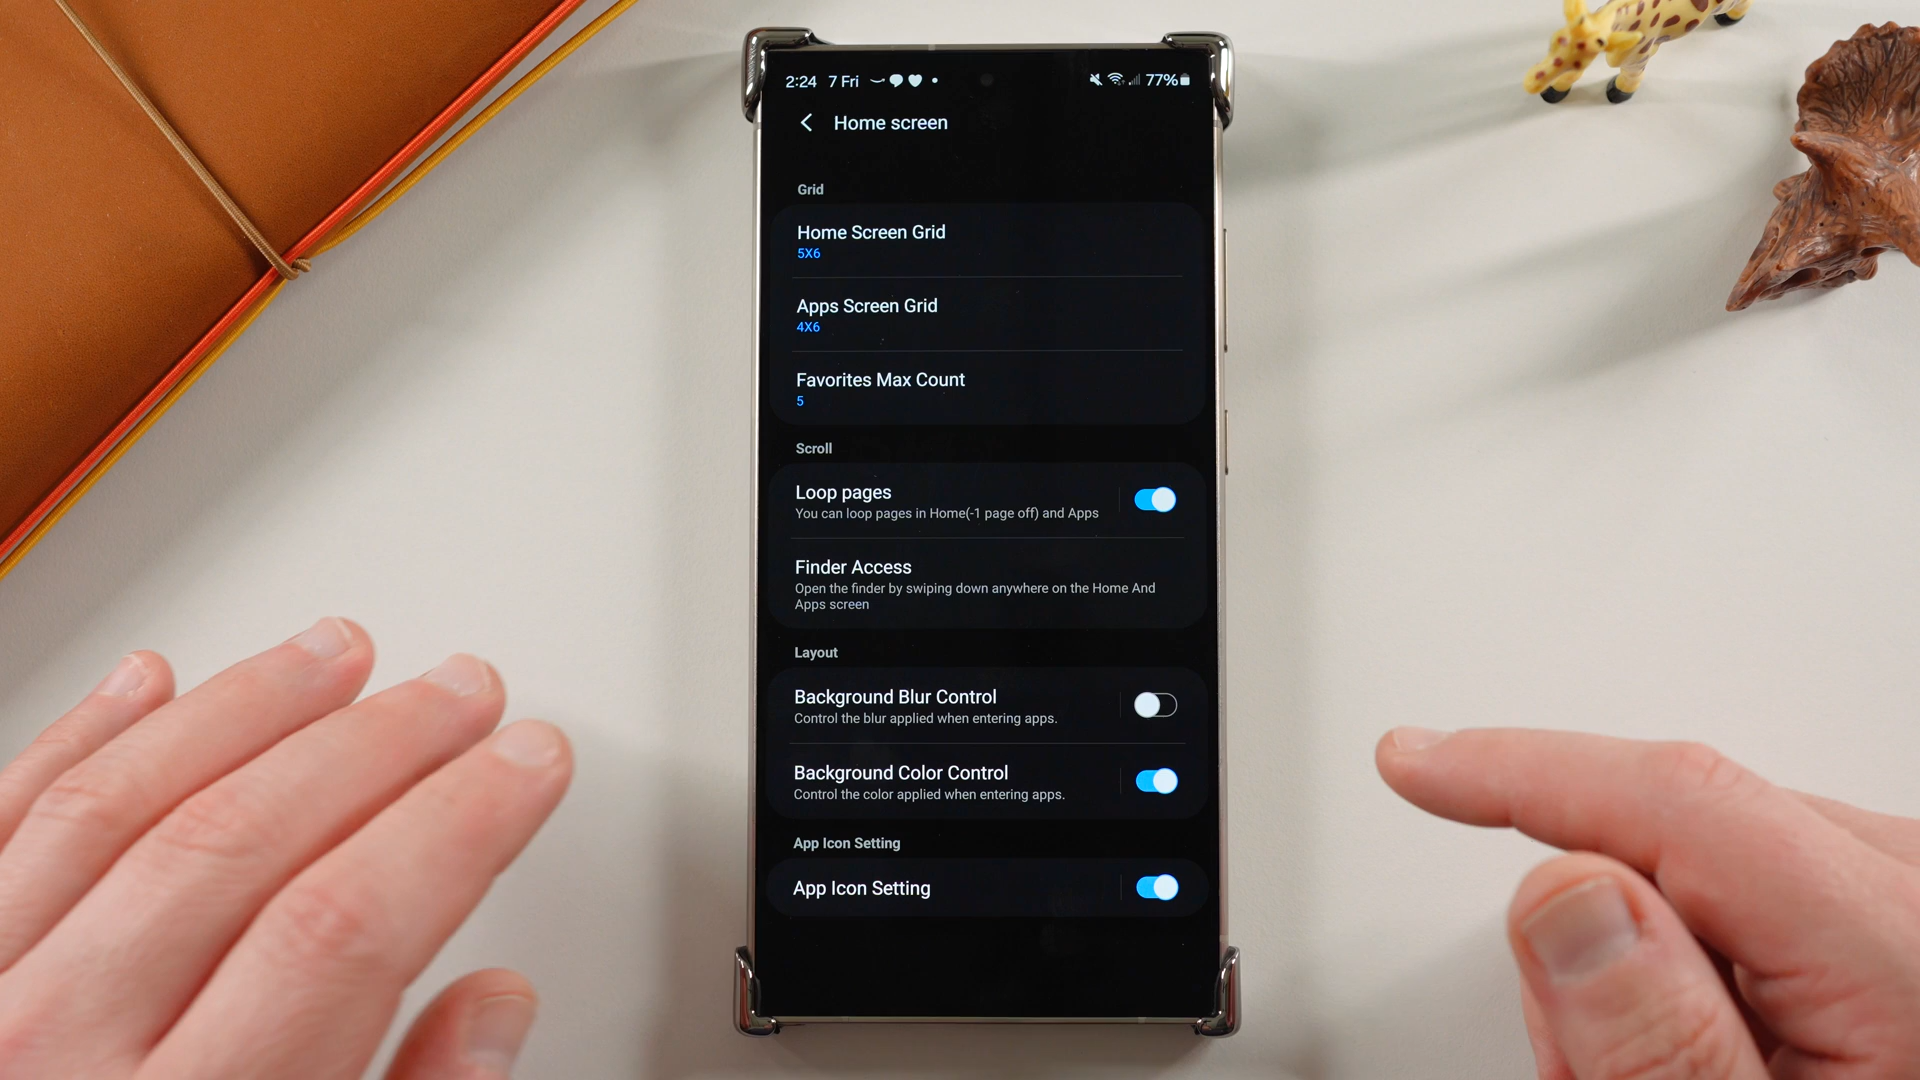 2:24 7 Fri 77%
Home screen
Grid
Home Screen Grid
5X6
Apps Screen Grid
4X6
Favorites Max Count
5
Scroll
Loop pages
You can loop pages in Home(-1 page off) and Apps
Finder Access
Open the finder by swiping down anywhere on the Home And
Apps screen
Layout
Background Blur Control
Control the blur applied when entering apps.
Background Color Control
Control the color applied when entering apps.
App Icon Setting
App Icon Setting